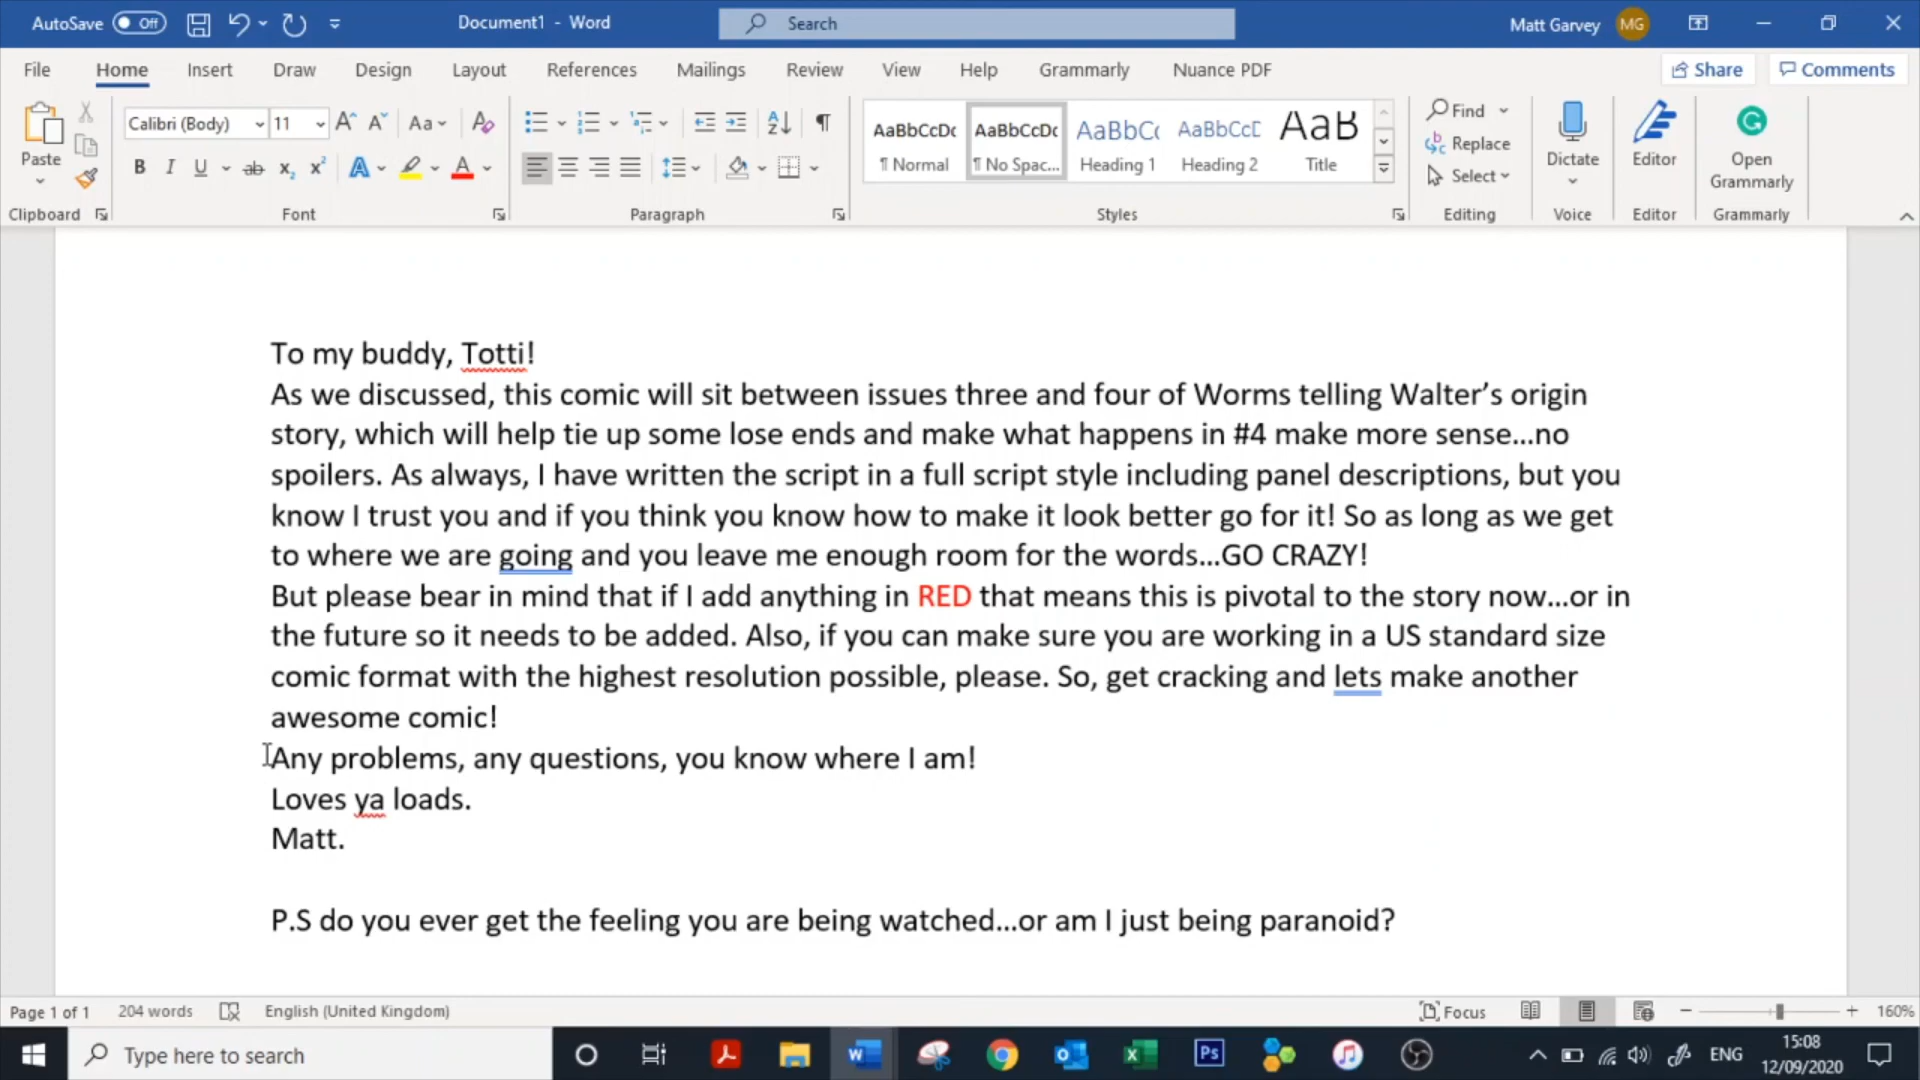 AutoSave Off Document1 - Word Search Matt Garvey MG
File Home Insert Draw Design Layout References Mailings Review View Help Grammarly Nuance PDF Share Comments
Calibri (Body) 11 Aa AaBbCcDc AaBbCcDc AaBbCc AaBbCcE AaB Find
Paste B I U ab x₂ x² A A ¶ Normal ¶ No Spac... Heading 1 Heading 2 Title Replace Select Dictate Editor Open Grammarly
Clipboard Font Paragraph Styles Editing Voice Editor Grammarly
To my buddy, Totti!
As we discussed, this comic will sit between issues three and four of Worms telling Walter’s origin
story, which will help tie up some lose ends and make what happens in #4 make more sense…no
spoilers. As always, I have written the script in a full script style including panel descriptions, but you
know I trust you and if you think you know how to make it look better go for it! So as long as we get
to where we are going and you leave me enough room for the words…GO CRAZY!
But please bear in mind that if I add anything in RED that means this is pivotal to the story now…or in
the future so it needs to be added. Also, if you can make sure you are working in a US standard size
comic format with the highest resolution possible, please. So, get cracking and lets make another
awesome comic!
Any problems, any questions, you know where I am!
Loves ya loads.
Matt.
P.S do you ever get the feeling you are being watched…or am I just being paranoid?
Page 1 of 1 204 words English (United Kingdom) Focus 160%
Type here to search ENG 15:08
12/09/2020